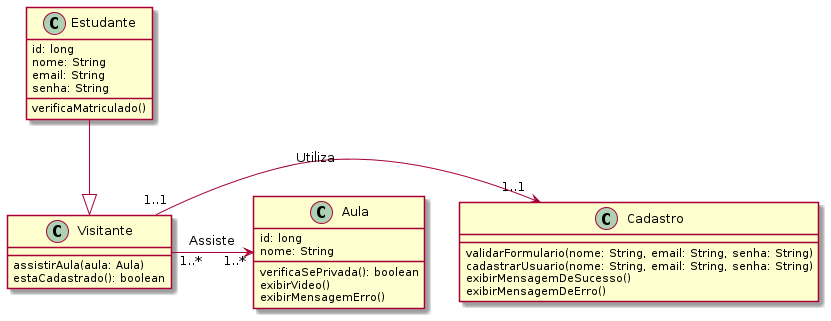 C Estudante
id: long
nome: String
email: String
senha: String
verificaMatriculado()
Utiliza
1..1
1..1
C Visitante
assistirAula(aula: Aula)
estaCadastrado(): boolean
Assiste
1..*
1..*
C Aula
id: long
nome: String
verificaSePrivada(): boolean
exibirVideo()
exibirMensagemErro()
C Cadastro
validarFormulario(nome: String, email: String, senha: String)
cadastrarUsuario(nome: String, email: String, senha: String)
exibirMensagemDeSucesso()
exibirMensagemDeErro()